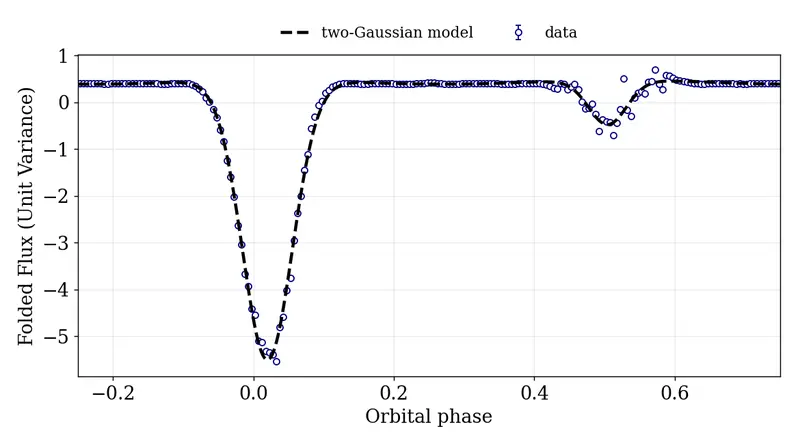 two-Gaussian model data
1
0
−1
−2
−3
−4
−5
Folded Flux (Unit Variance)
−0.2 0.0 0.2 0.4 0.6
Orbital phase